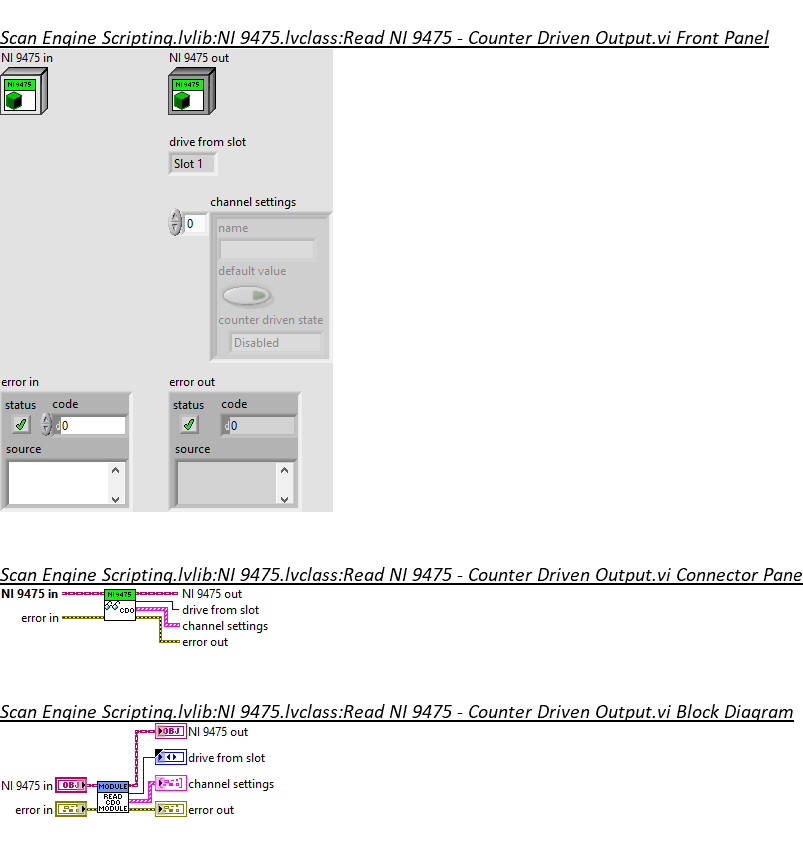 Scan Engine Scripting.lvlib:NI 9475.lvclass:Read NI 9475 - Counter Driven Output.vi Front Panel
NI 9475 in
NI 9475 out
NI 9475
NI 9475
drive from slot
Slot 1
channel settings
0
name
default value
counter driven state
Disabled
error in
error out
status
code
status
code
d0
d0
source
source
Scan Engine Scripting.lvlib:NI 9475.lvclass:Read NI 9475 - Counter Driven Output.vi Connector Pane
NI 9475 in
NI 9475
NI 9475 out
CDO
drive from slot
error in
channel settings
error out
Scan Engine Scripting.lvlib:NI 9475.lvclass:Read NI 9475 - Counter Driven Output.vi Block Diagram
OBJ
NI 9475 out
drive from slot
NI 9475 in
OBJ
MODULE
channel settings
READ
CDO
error in
MODULE
error out